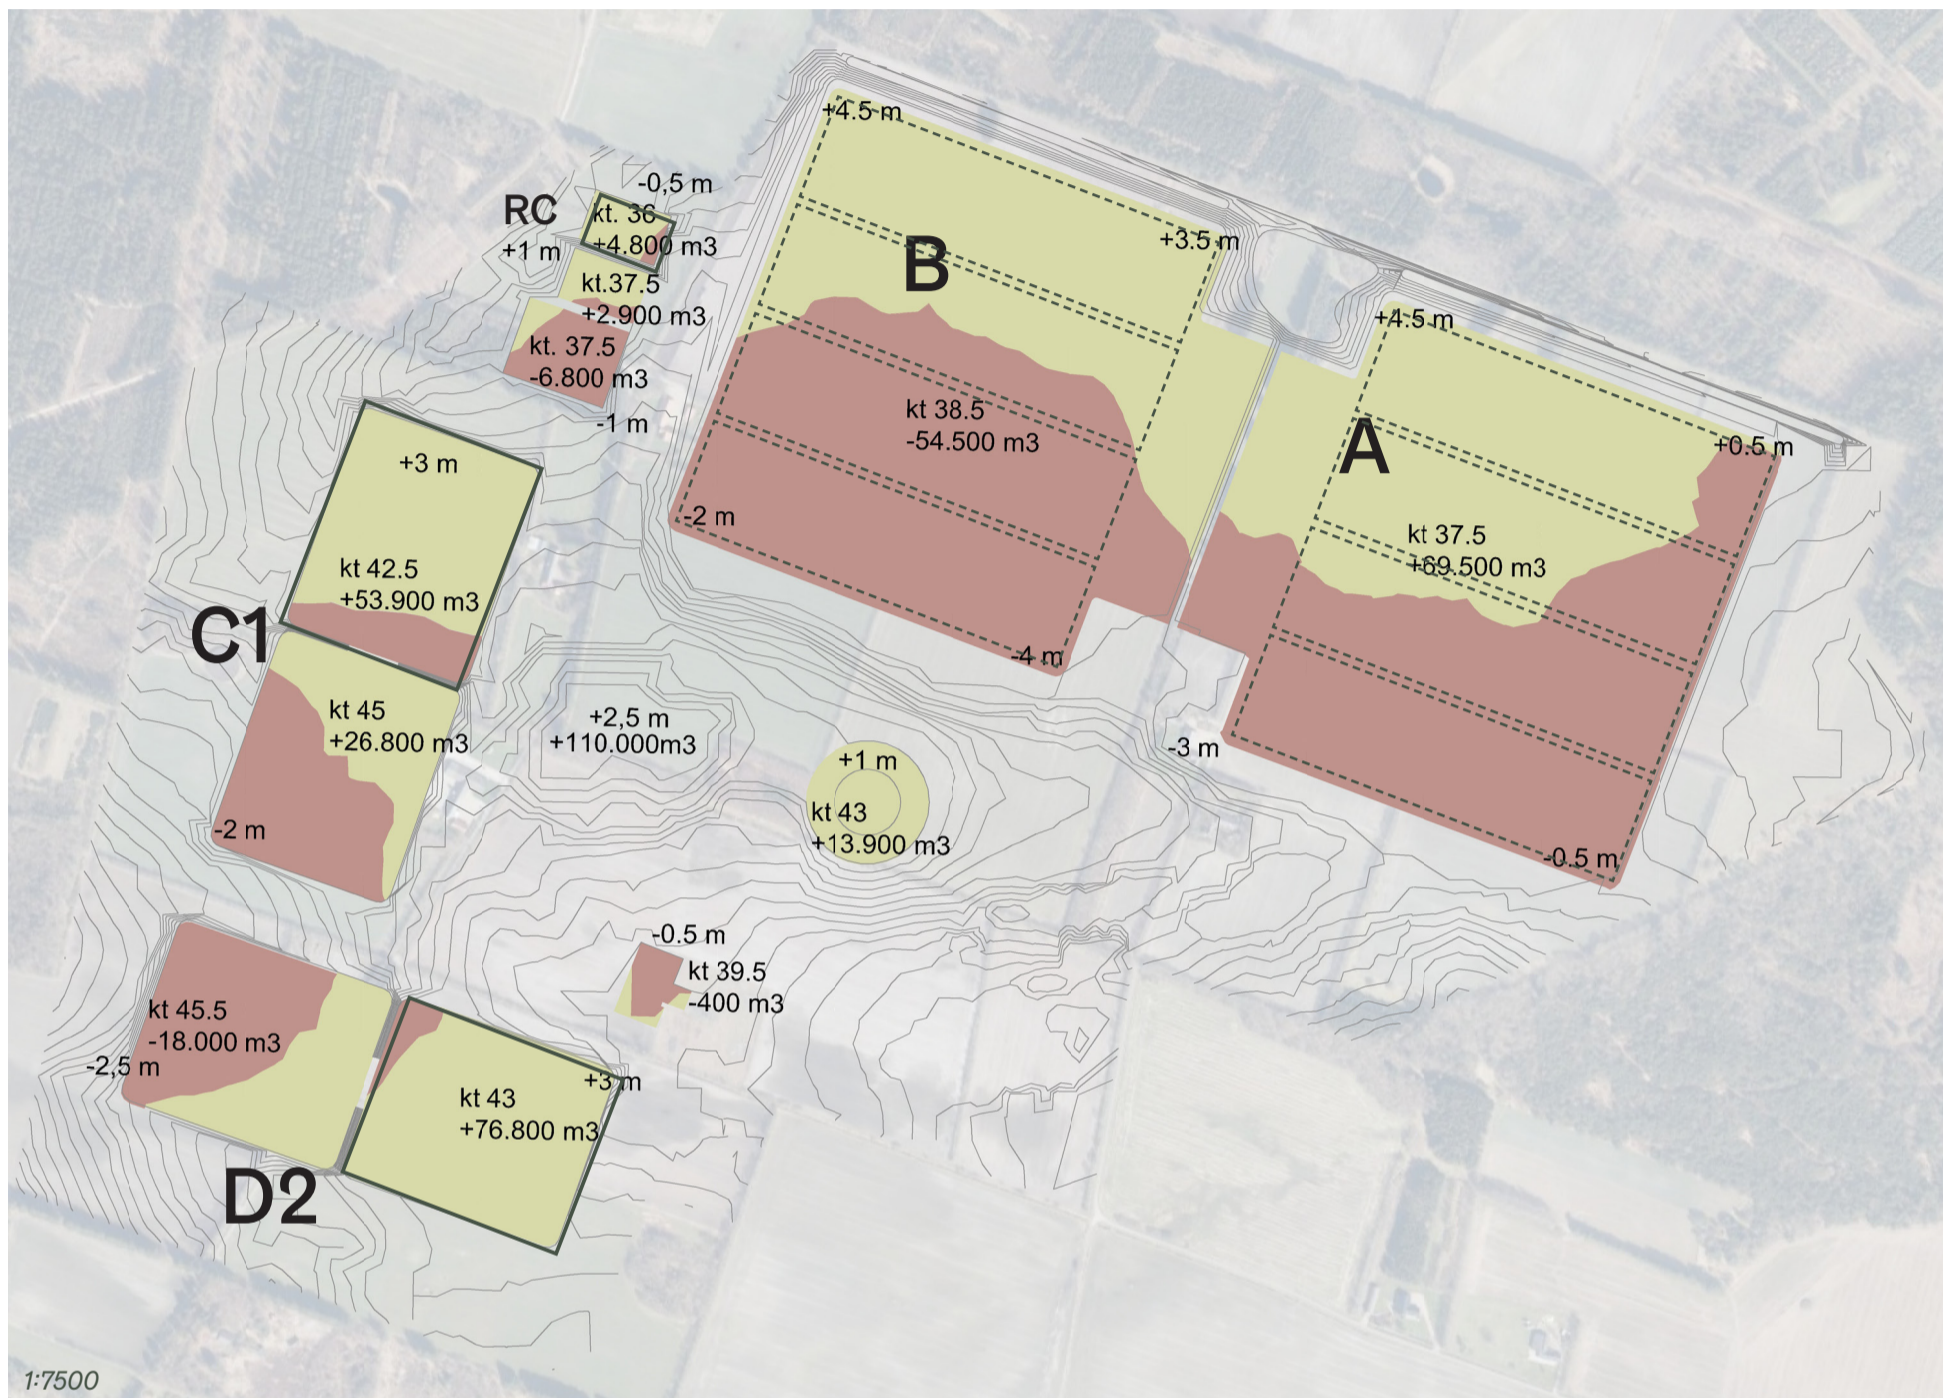 +4.5 m
-0,5 m
RC
kt. 36
+4.800 m3
+1 m
+3.5 m
B
kt.37.5
+2.900 m3
+4.5 m
kt. 37.5
-6.800 m3
-1 m
kt 38.5
-54.500 m3
A
+0.5 m
+3 m
-2 m
kt 37.5
+69.500 m3
kt 42.5
+53.900 m3
C1
-4 m
kt 45
+26.800 m3
+2,5 m
+110.000m3
-3 m
+1 m
kt 43
+13.900 m3
-2 m
-0.5 m
-0.5 m
kt 39.5
-400 m3
kt 45.5
-18.000 m3
-2,5 m
+3 m
kt 43
+76.800 m3
D2
1:7500